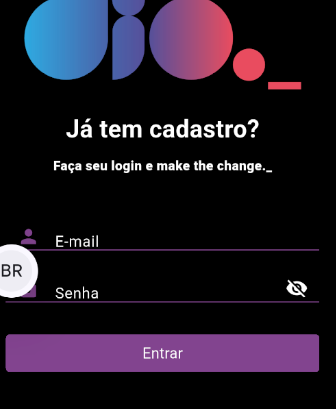 dio._
Já tem cadastro?
Faça seu login e make the change._
E-mail
BR
Senha
Entrar